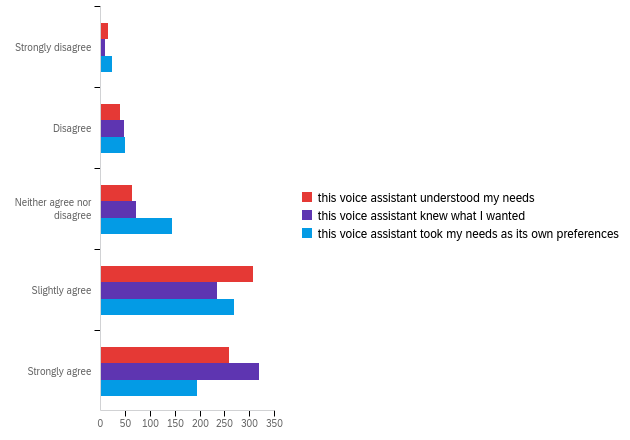 Strongly disagree
Disagree
Neither agree nor
disagree
Slightly agree
Strongly agree
0 50 100 150 200 250 300 350
this voice assistant understood my needs
this voice assistant knew what I wanted
this voice assistant took my needs as its own preferences